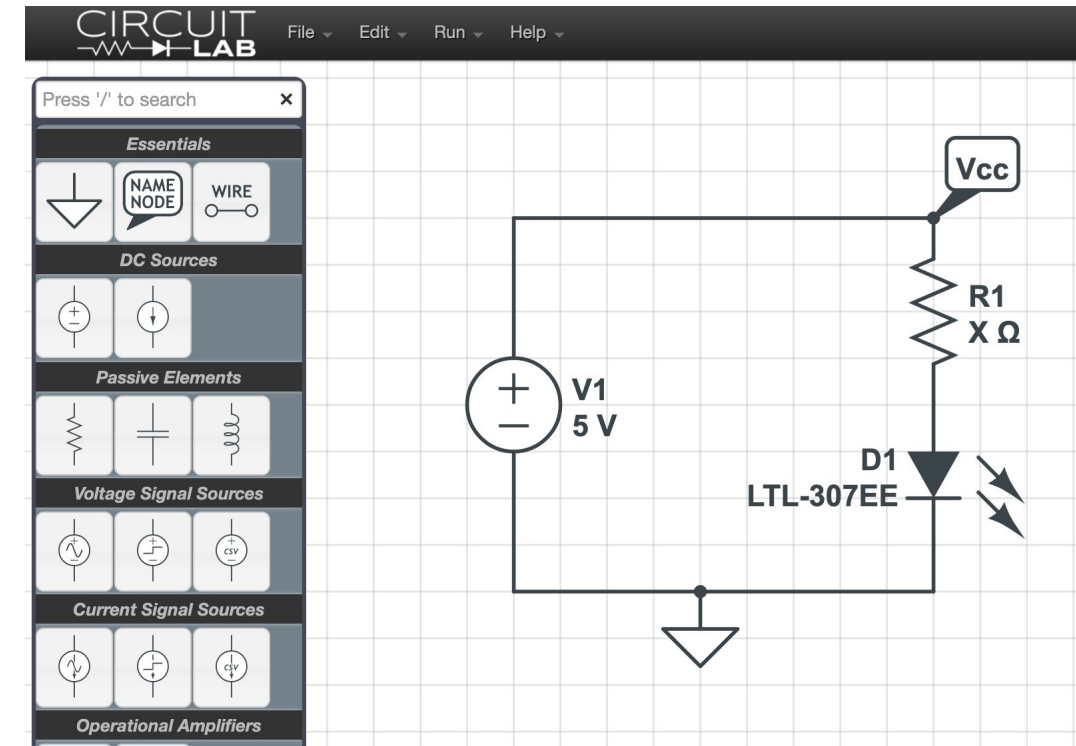 CIRCUIT
LAB
File
Edit
Run
Help
Press '/' to search
×
Essentials
NAME
NODE
WIRE
DC Sources
Passive Elements
Voltage Signal Sources
csv
Current Signal Sources
csv
Operational Amplifiers
Vcc
R1
X Ω
V1
5 V
D1
LTL-307EE